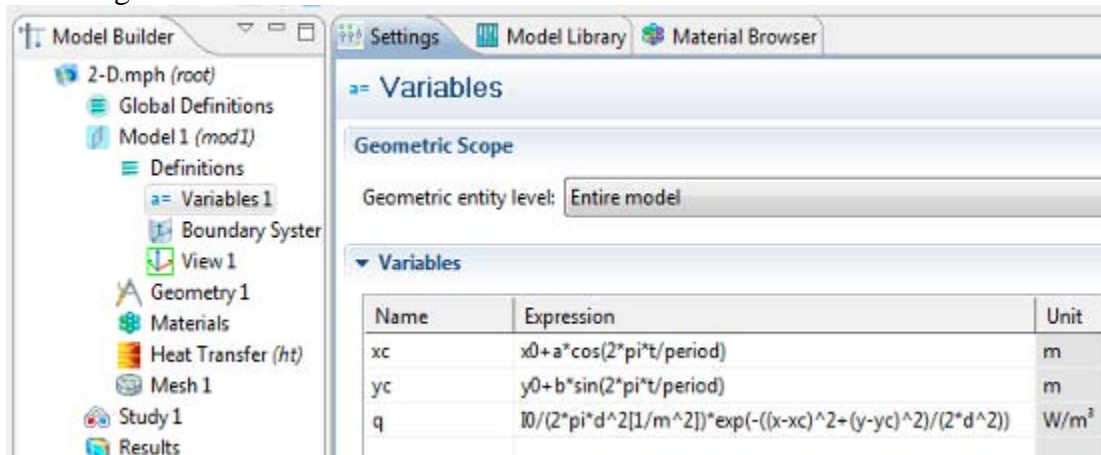 Model Builder
2-D.mph (root)
Global Definitions
Model 1 (mod1)
Definitions
a= Variables 1
Boundary Syster
View 1
Geometry 1
Materials
Heat Transfer (ht)
Mesh 1
Study 1
Results
Settings Model Library Material Browser
a= Variables
Geometric Scope
Geometric entity level: Entire model
Variables
Name Expression Unit
xc x0+a*cos(2*pi*t/period) m
yc y0+b*sin(2*pi*t/period) m
q I0/(2*pi*d^2[1/m^2])*exp(-((x-xc)^2+(y-yc)^2)/(2*d^2)) W/m³